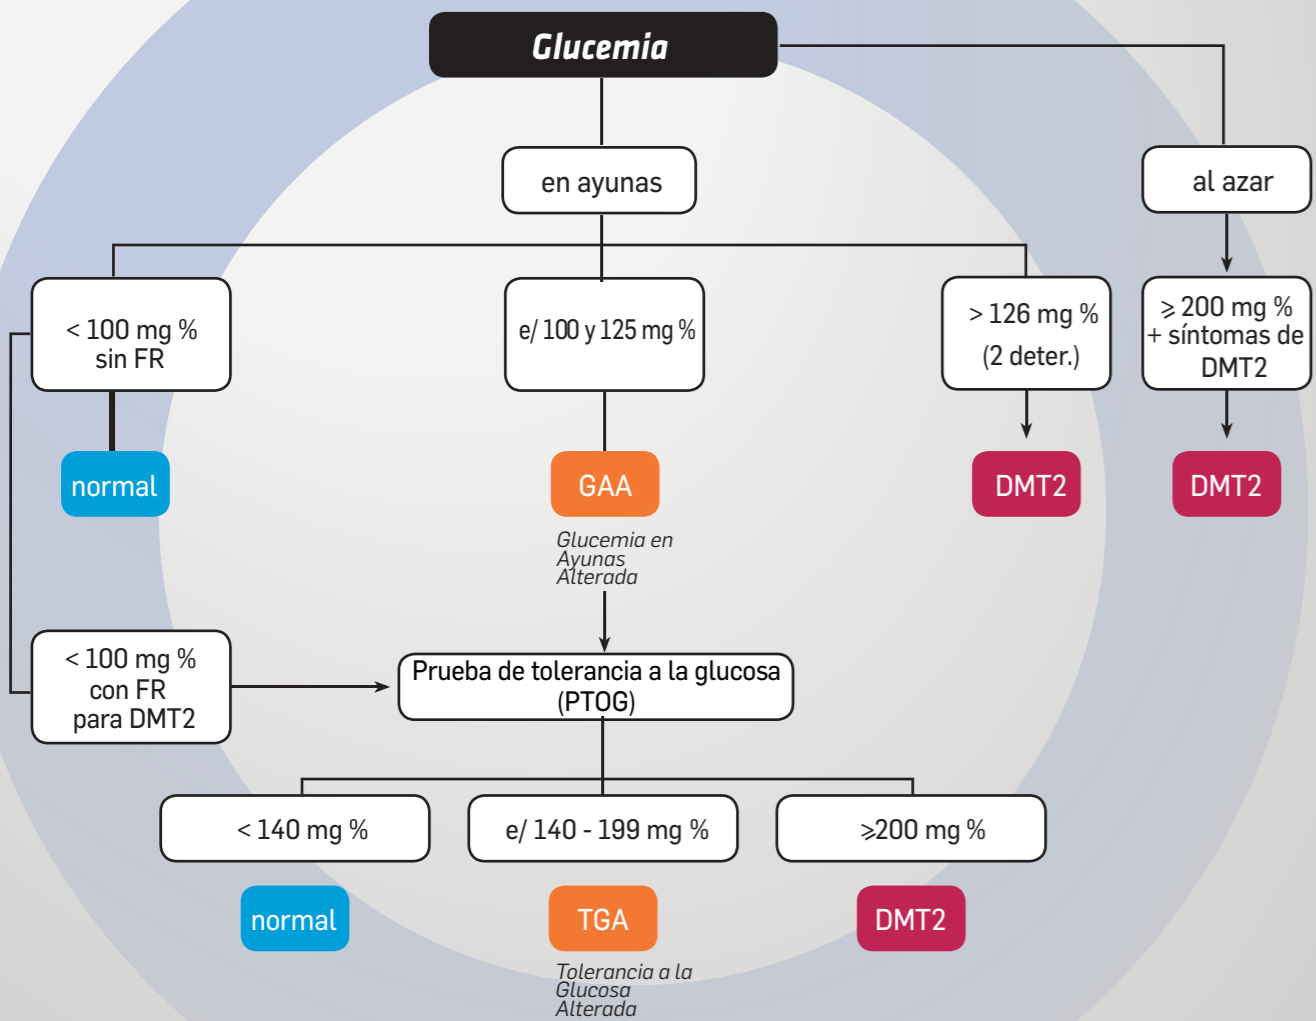 Glucemia
en ayunas
al azar
< 100 mg %
sin FR
e/ 100 y 125 mg %
> 126 mg %
(2 deter.)
⩾ 200 mg %
+ síntomas de
DMT2
normal
GAA
DMT2
DMT2
Glucemia en
Ayunas
Alterada
< 100 mg %
con FR
para DMT2
Prueba de tolerancia a la glucosa
(PTOG)
< 140 mg %
e/ 140 - 199 mg %
⩾200 mg %
normal
TGA
DMT2
Tolerancia a la
Glucosa
Alterada